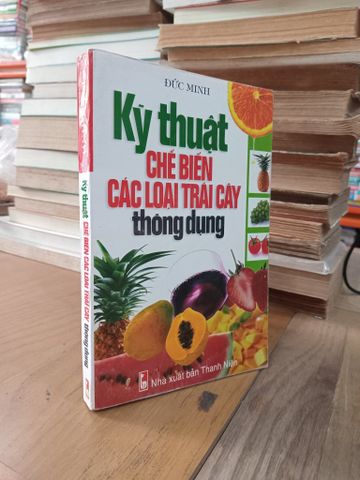 ĐỨC MINH
Kỹ thuật
CHẾ BIẾN
CÁC LOẠI TRÁI CÂY
thông dụng
Nhà xuất bản Thanh Niên
Kỹ thuật CHẾ BIẾN CÁC LOẠI TRÁI CÂY thông dụng